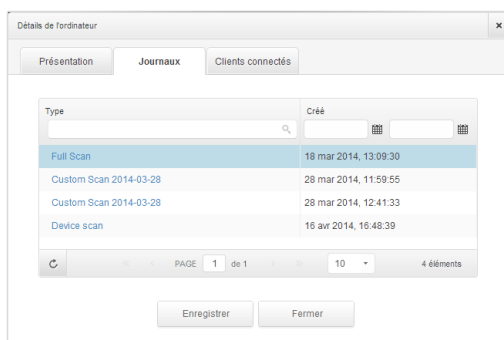 Détails de l'ordinateur ×
Présentation Journaux Clients connectés
Type Créé
Full Scan 18 mar 2014, 13:09:30
Custom Scan 2014-03-28 28 mar 2014, 11:59:55
Custom Scan 2014-03-28 28 mar 2014, 12:41:33
Device scan 16 avr 2014, 16:48:39
PAGE 1 de 1 10 4 éléments
Enregistrer Fermer